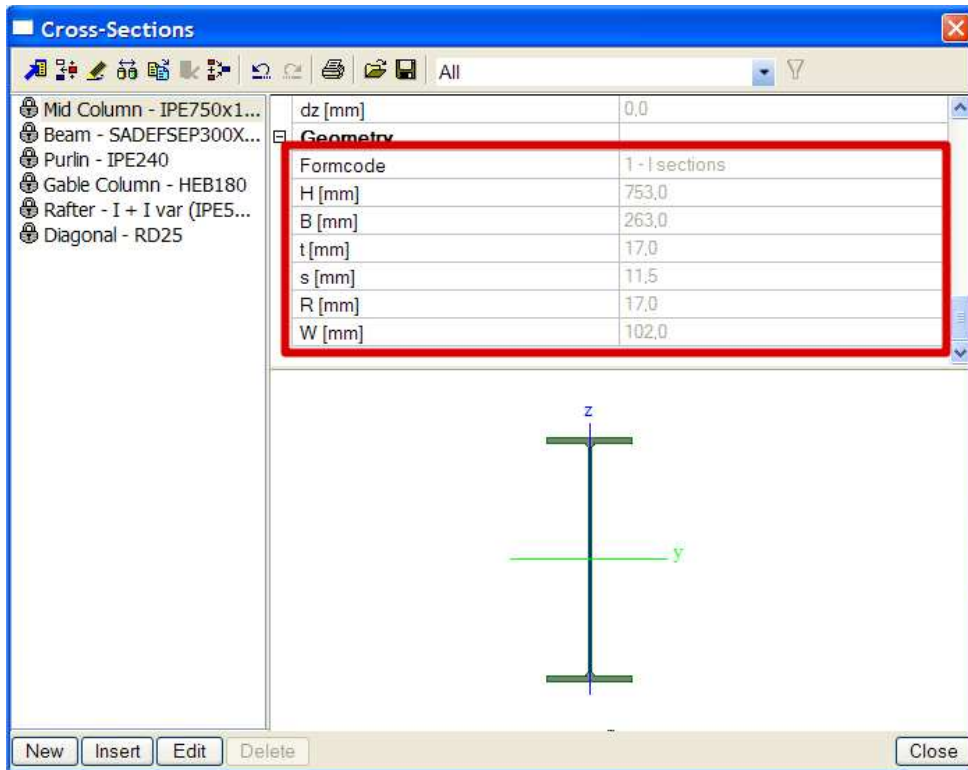 Cross-Sections
All
Mid Column - IPE750x1...
Beam - SADEFSEP300X...
Purlin - IPE240
Gable Column - HEB180
Rafter - I + I var (IPE5...
Diagonal - RD25
dz [mm] 0,0
Geometry
Formcode 1 - I sections
H [mm] 753,0
B [mm] 263,0
t [mm] 17,0
s [mm] 11,5
R [mm] 17,0
W [mm] 102,0
z
y
New Insert Edit Delete Close